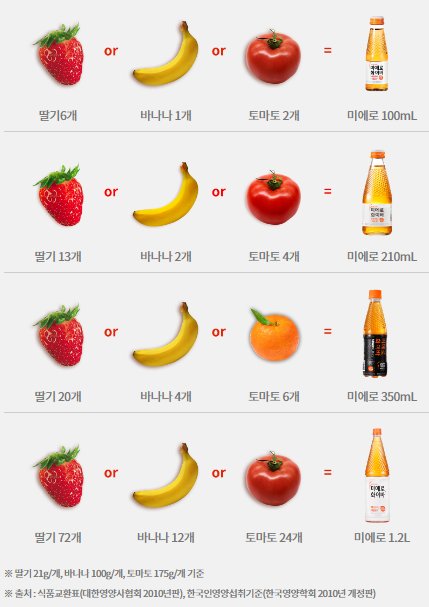 or or =
딸기6개 바나나 1개 토마토 2개 미에로 100mL
or or =
딸기 13개 바나나 2개 토마토 4개 미에로 210mL
or or =
딸기 20개 바나나 4개 토마토 6개 미에로 350mL
or or =
딸기 72개 바나나 12개 토마토 24개 미에로 1.2L
※ 딸기 21g/개, 바나나 100g/개, 토마토 175g/개 기준
※ 출처 : 식품교환표(대한영양사협회 2010년판), 한국인영양섭취기준(한국영양학회 2010년 개정판)